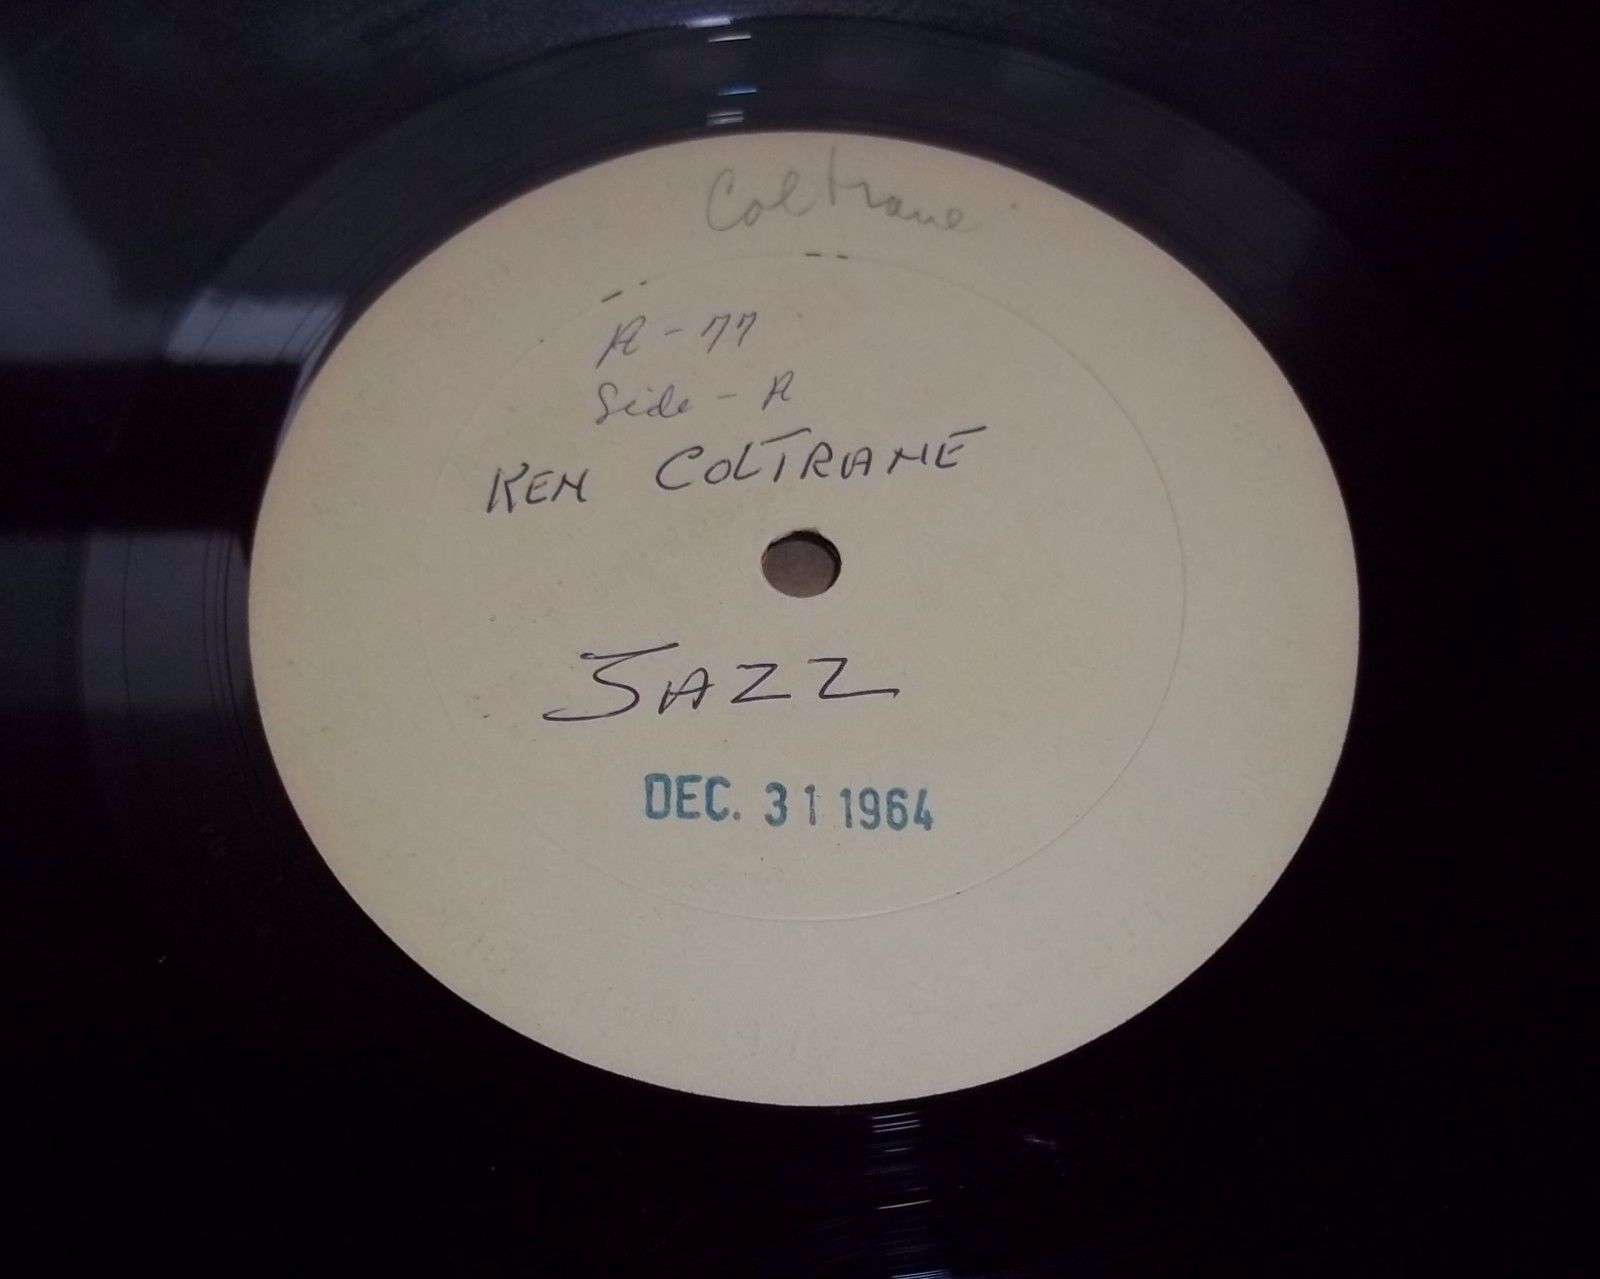 Coltrane
A-77
Side-A
KEN COLTRANE
JAZZ
DEC. 31 1964